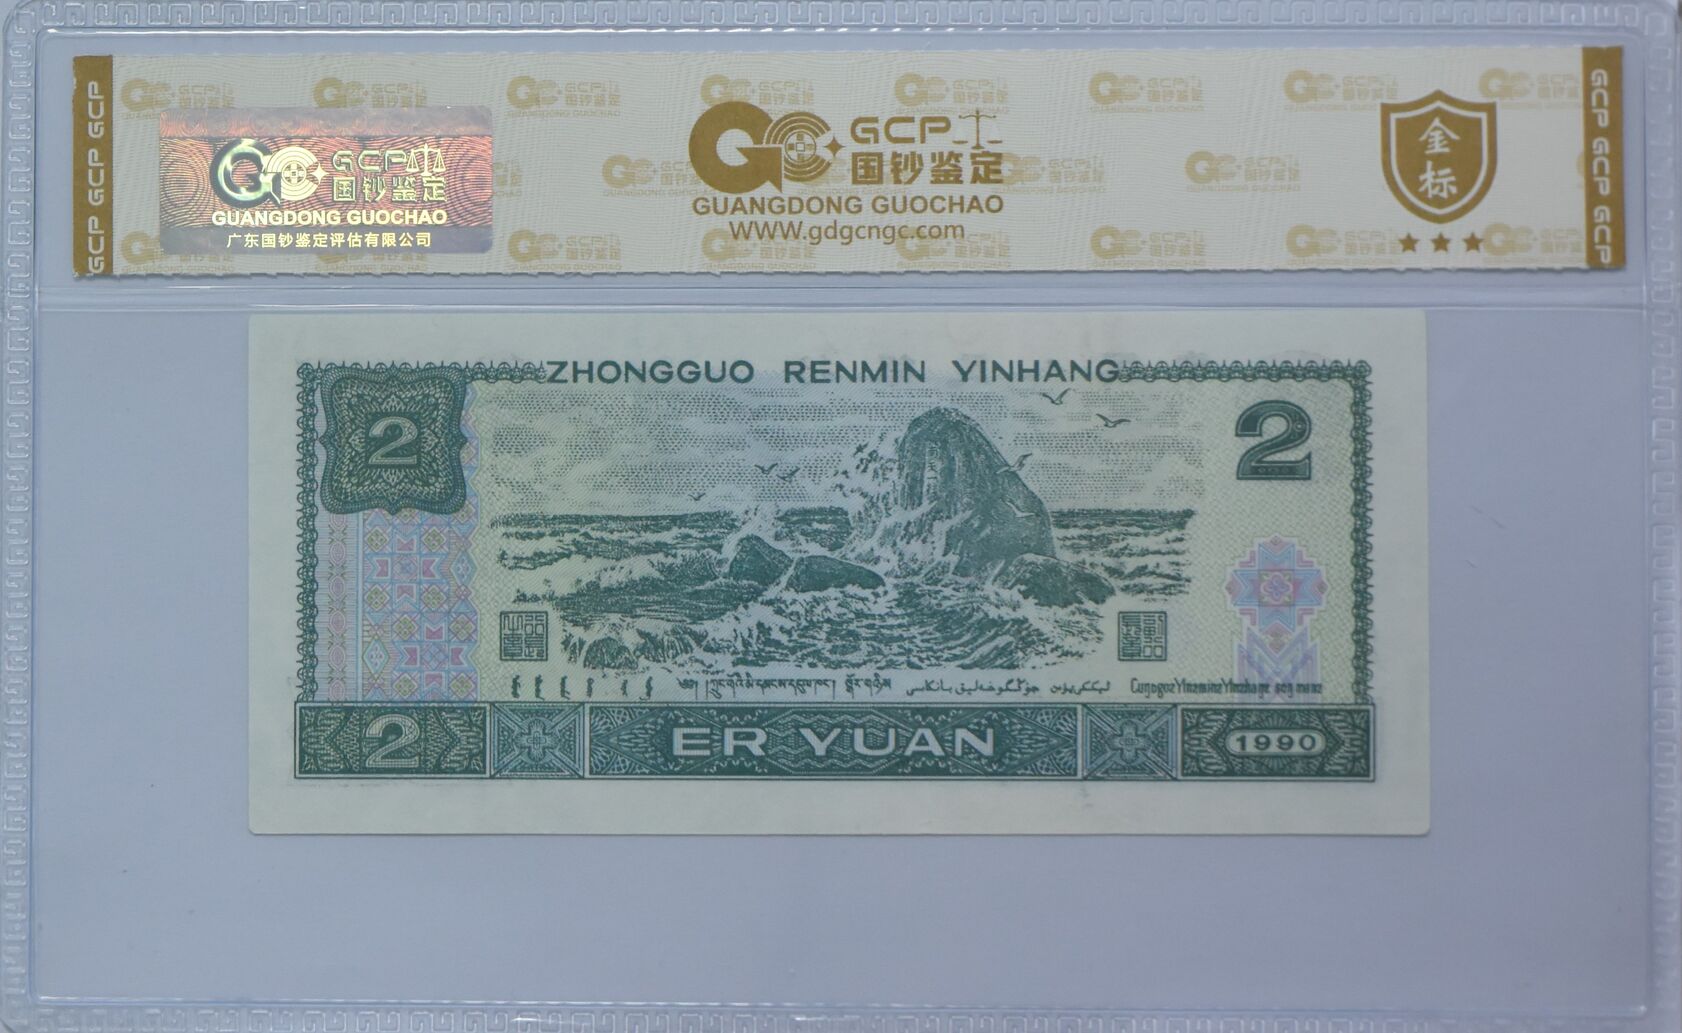 GCP GCP GCP
GCP
国钞鉴定
GUANGDONG GUOCHAO
广东国钞鉴定评估有限公司
GCP
国钞鉴定
GUANGDONG GUOCHAO
www.gdgcngc.com
金标
GCP GCP GCP
ZHONGGUO RENMIN YINHANG
2
2
2
ER YUAN
1990